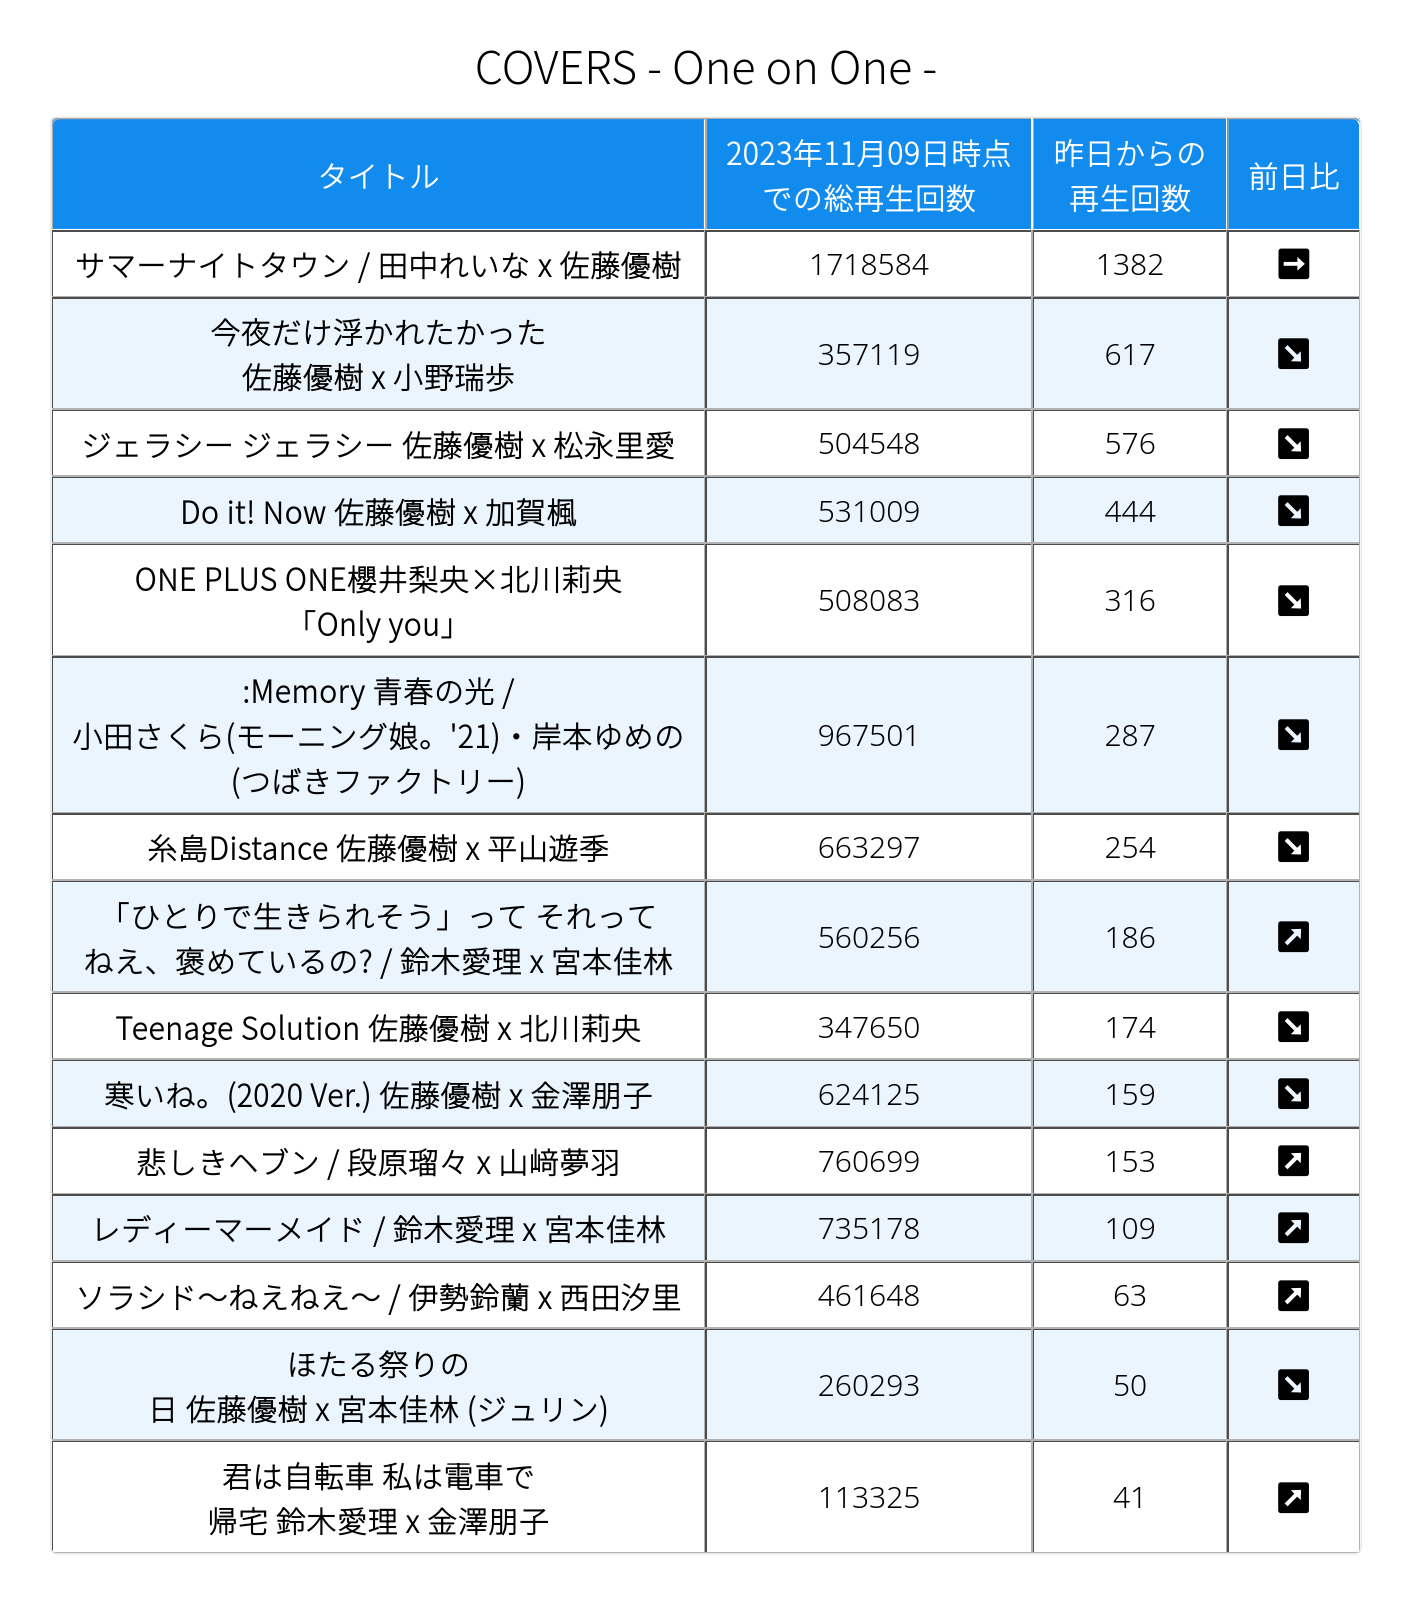 COVERS - One on One -
タイトル
2023年11月09日時点
での総再生回数
昨日からの
再生回数
前日比
サマーナイトタウン / 田中れいな x 佐藤優樹
1718584
1382
今夜だけ浮かれたかった
佐藤優樹 x 小野瑞歩
357119
617
ジェラシー ジェラシー 佐藤優樹 x 松永里愛
504548
576
Do it! Now 佐藤優樹 x 加賀楓
531009
444
ONE PLUS ONE櫻井梨央×北川莉央
「Only you」
508083
316
:Memory 青春の光 /
小田さくら(モーニング娘。'21)・岸本ゆめの
(つばきファクトリー)
967501
287
糸島Distance 佐藤優樹 x 平山遊季
663297
254
「ひとりで生きられそう」って それって
ねえ、褒めているの? / 鈴木愛理 x 宮本佳林
560256
186
Teenage Solution 佐藤優樹 x 北川莉央
347650
174
寒いね。(2020 Ver.) 佐藤優樹 x 金澤朋子
624125
159
悲しきヘブン / 段原瑠々 x 山﨑夢羽
760699
153
レディーマーメイド / 鈴木愛理 x 宮本佳林
735178
109
ソラシド〜ねえねえ〜 / 伊勢鈴蘭 x 西田汐里
461648
63
ほたる祭りの
日 佐藤優樹 x 宮本佳林 (ジュリン)
260293
50
君は自転車 私は電車で
帰宅 鈴木愛理 x 金澤朋子
113325
41